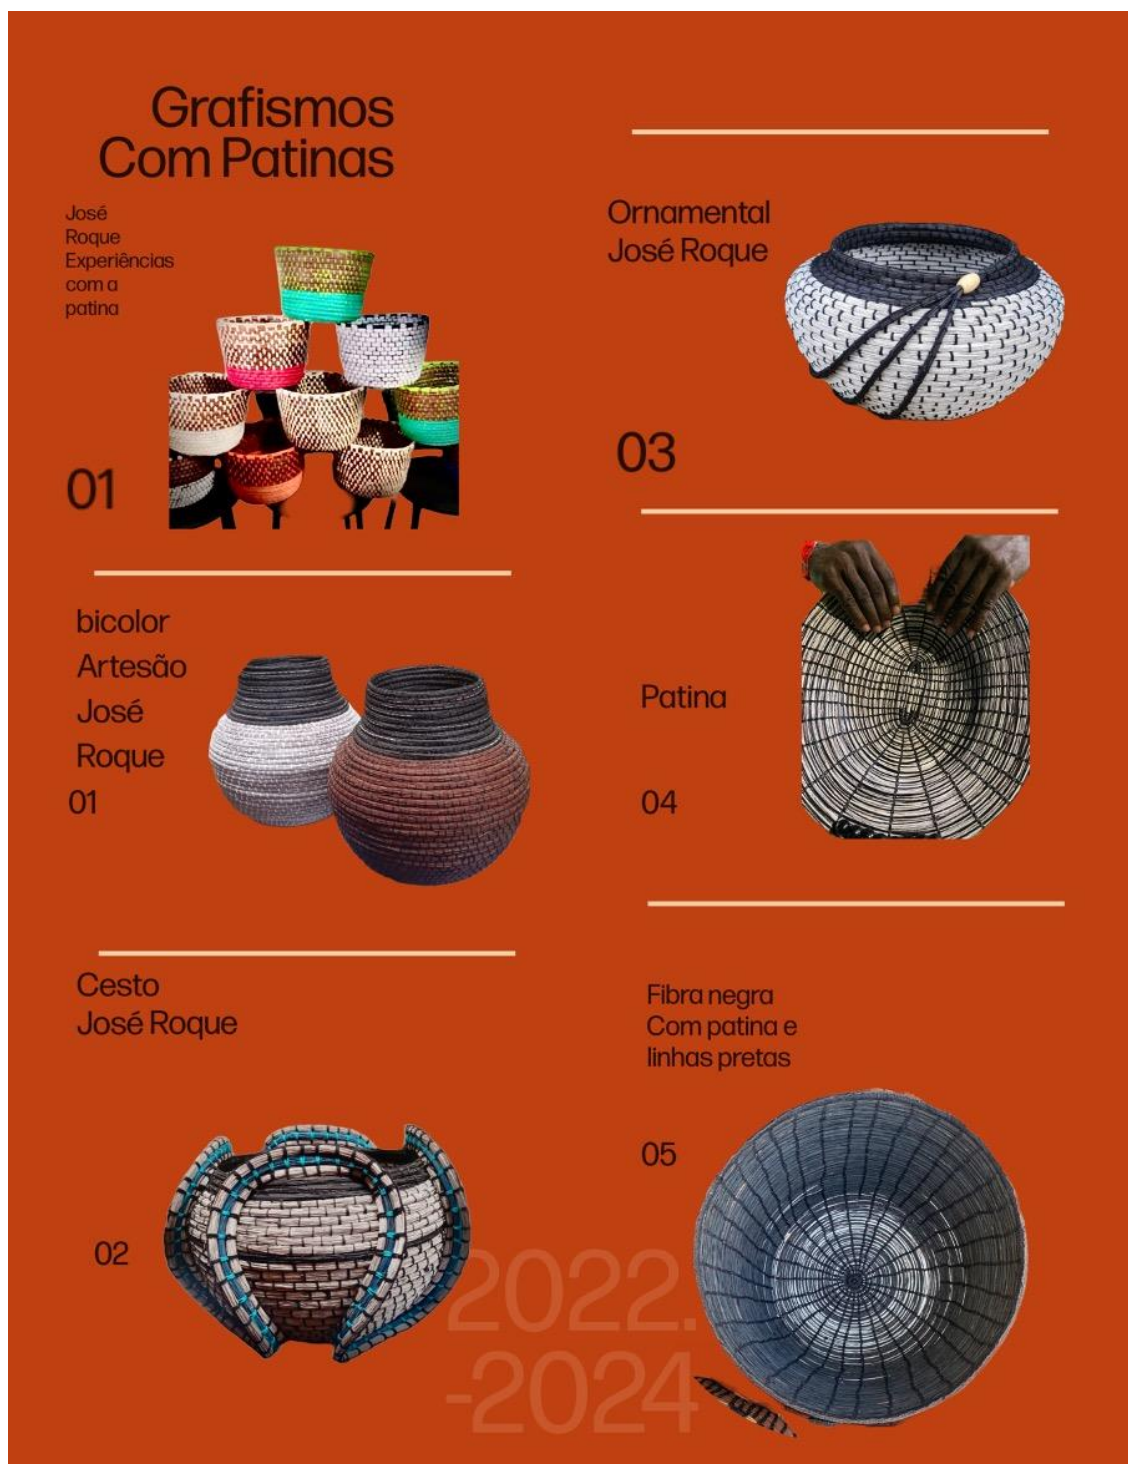 Grafismos
Com Patinas
José
Roque
Experiências
com a
patina
01
bicolor
Artesão
José
Roque
01
Cesto
José Roque
02
Ornamental
José Roque
03
Patina
04
Fibra negra
Com patina e
linhas pretas
05
2022.
-2024